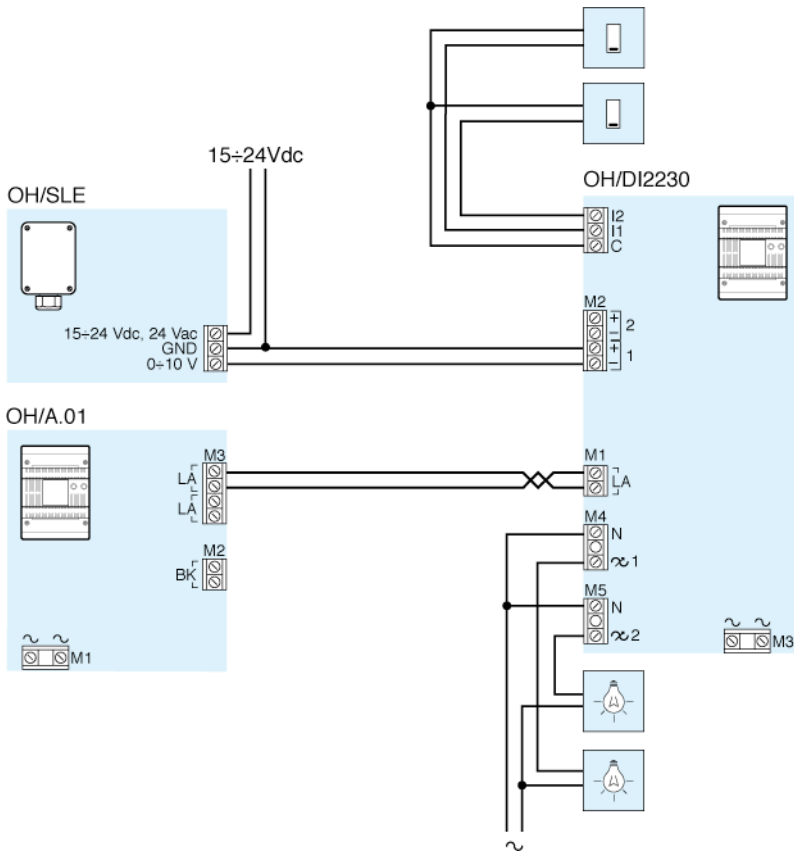 15÷24Vdc
OH/SLE
15÷24 Vdc, 24 Vac
GND
0÷10 V
OH/A.01
M3
LA
LA
M2
BK
∿ ∿
M1
OH/DI2230
I2
I1
C
M2
+
– 2
+
– 1
M1
LA
M4
N
1
M5
N
2
∿ ∿
M3
∿